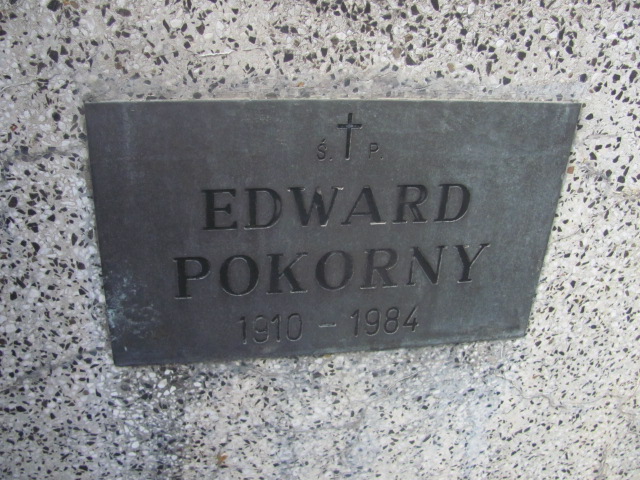 Ś. P.
EDWARD
POKORNY
1910 - 1984